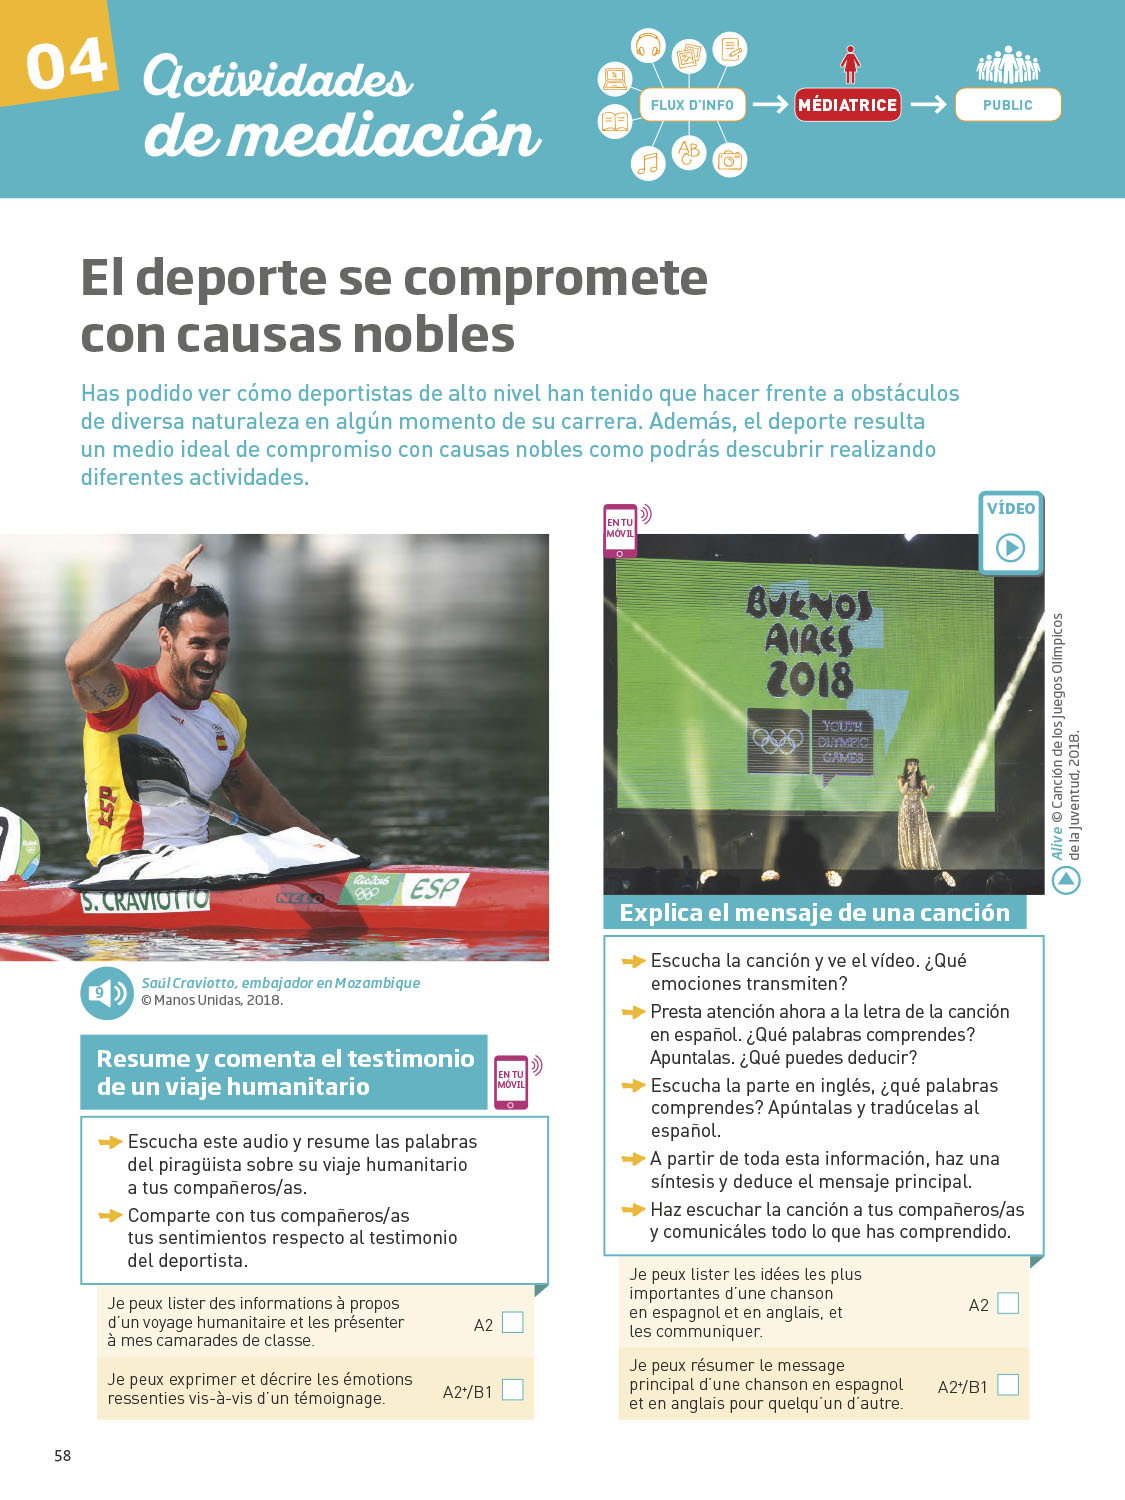 04
Actividades
de mediación
FLUX D'INFO
MÉDIATRICE
PUBLIC
AB
C
El deporte se compromete
con causas nobles
Has podido ver cómo deportistas de alto nivel han tenido que hacer frente a obstáculos
de diversa naturaleza en algún momento de su carrera. Además, el deporte resulta
un medio ideal de compromiso con causas nobles como podrás descubrir realizando
diferentes actividades.
ESP
S. CRAVIOTTO
NELO
Rio2016
ESP
9
Saúl Craviotto, embajador en Mozambique
© Manos Unidas, 2018.
Resume y comenta el testimonio
de un viaje humanitario
EN TU
MÓVIL
Escucha este audio y resume las palabras
del piragüista sobre su viaje humanitario
a tus compañeros/as.
Comparte con tus compañeros/as
tus sentimientos respecto al testimonio
del deportista.
Je peux lister des informations à propos
d'un voyage humanitaire et les présenter
à mes camarades de classe.
A2
Je peux exprimer et décrire les émotions
ressenties vis-à-vis d'un témoignage.
A2+/B1
EN TU
MÓVIL
VÍDEO
BUENOS
AIRES
2018
YOUTH
OLYMPIC
GAMES
Alive © Canción de los Juegos Olímpicos
de la Juventud, 2018.
Explica el mensaje de una canción
Escucha la canción y ve el vídeo. ¿Qué
emociones transmiten?
Presta atención ahora a la letra de la canción
en español. ¿Qué palabras comprendes?
Apuntalas. ¿Qué puedes deducir?
Escucha la parte en inglés, ¿qué palabras
comprendes? Apúntalas y tradúcelas al
español.
A partir de toda esta información, haz una
síntesis y deduce el mensaje principal.
Haz escuchar la canción a tus compañeros/as
y comunicáles todo lo que has comprendido.
Je peux lister les idées les plus
importantes d'une chanson
en espagnol et en anglais, et
les communiquer.
A2
Je peux résumer le message
principal d'une chanson en espagnol
et en anglais pour quelqu'un d'autre.
A2+/B1
58